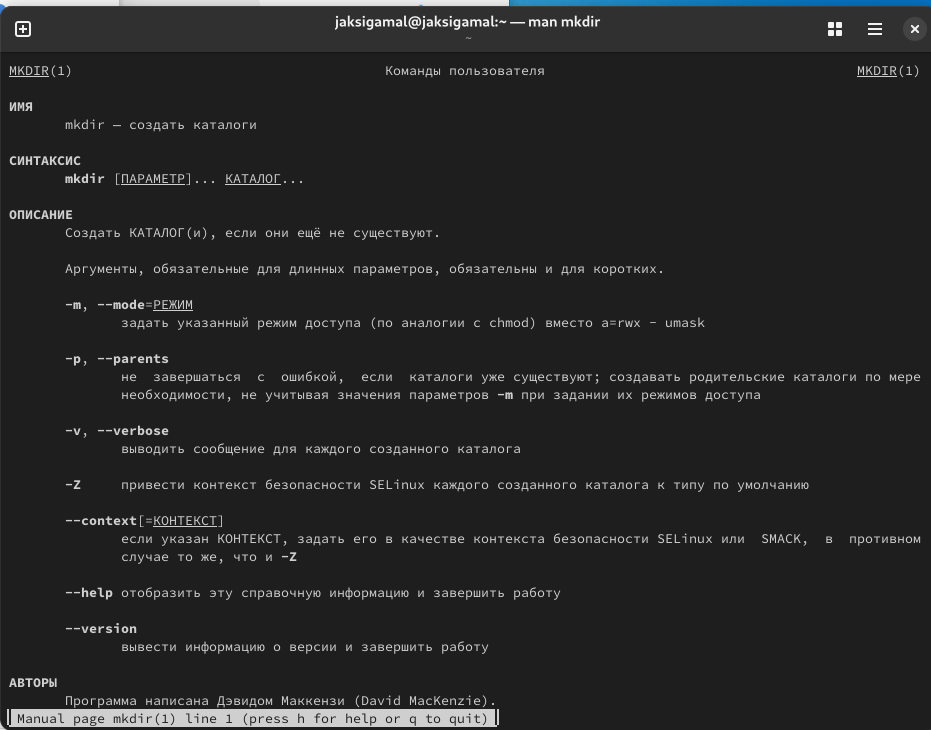 jaksigamal@jaksigamal:~ — man mkdir
~
MKDIR(1) Команды пользователя MKDIR(1)
ИМЯ
mkdir — создать каталоги
СИНТАКСИС
mkdir [ПАРАМЕТР]... КАТАЛОГ...
ОПИСАНИЕ
Создать КАТАЛОГ(и), если они ещё не существуют.
Аргументы, обязательные для длинных параметров, обязательны и для коротких.
-m, --mode=РЕЖИМ
задать указанный режим доступа (по аналогии с chmod) вместо a=rwx - umask
-p, --parents
не завершаться с ошибкой, если каталоги уже существуют; создавать родительские каталоги по мере
необходимости, не учитывая значения параметров -m при задании их режимов доступа
-v, --verbose
выводить сообщение для каждого созданного каталога
-Z привести контекст безопасности SELinux каждого созданного каталога к типу по умолчанию
--context[=КОНТЕКСТ]
если указан КОНТЕКСТ, задать его в качестве контекста безопасности SELinux или SMACK, в противном
случае то же, что и -Z
--help отобразить эту справочную информацию и завершить работу
--version
вывести информацию о версии и завершить работу
АВТОРЫ
Программа написана Дэвидом Маккензи (David MacKenzie).
Manual page mkdir(1) line 1 (press h for help or q to quit)